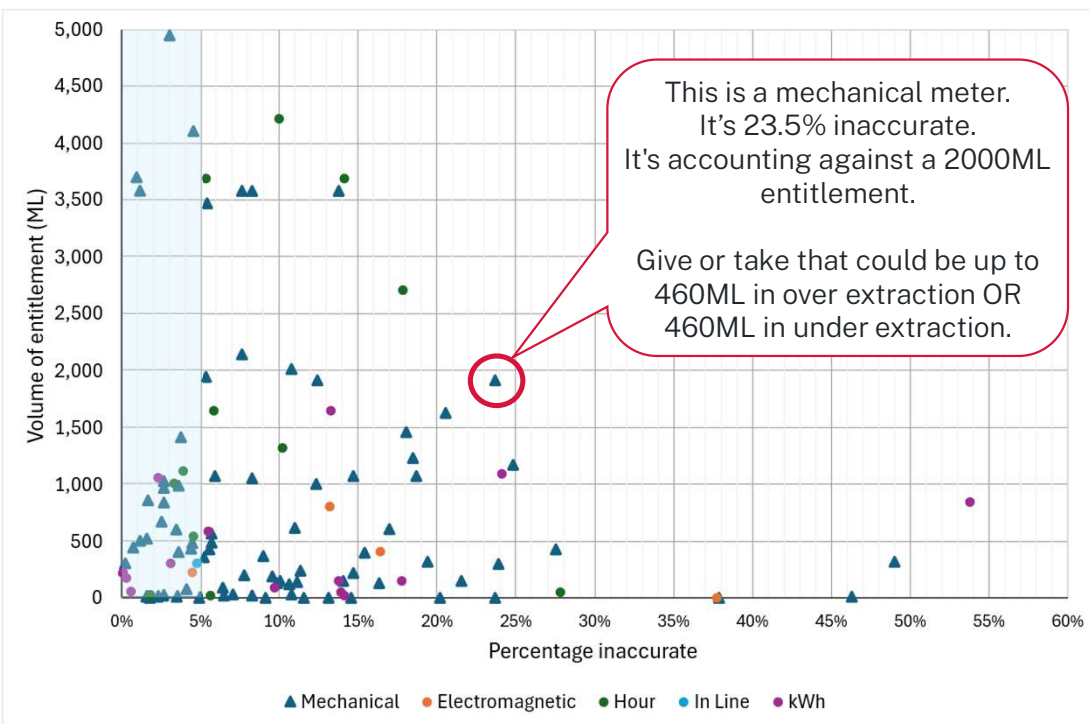 5,000
4,500
4,000
3,500
3,000
2,500
2,000
1,500
1,000
500
0
Volume of entitlement (ML)
This is a mechanical meter.
It’s 23.5% inaccurate.
It's accounting against a 2000ML
entitlement.
Give or take that could be up to
460ML in over extraction OR
460ML in under extraction.
0% 5% 10% 15% 20% 25% 30% 35% 40% 45% 50% 55% 60%
Percentage inaccurate
Mechanical Electromagnetic Hour In Line kWh